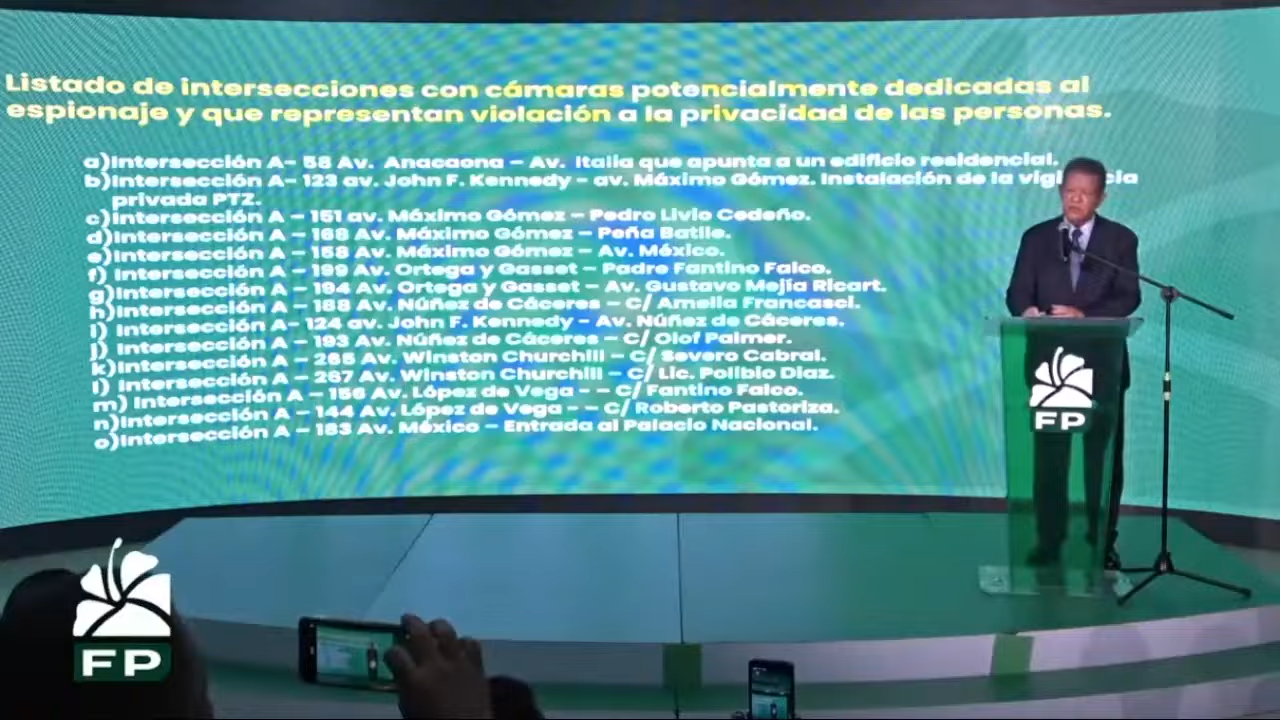 Listado de intersecciones con cámaras potencialmente dedicadas al
espionaje y que representan violación a la privacidad de las personas.
a)Intersección A- 58 Av. Anacaona – Av. Italia que apunta a un edificio residencial.
b)Intersección A- 123 av. John F. Kennedy – av. Máximo Gómez. Instalación de la
privada PTZ.
c)Intersección A – 151 av. Máximo Gómez – Pedro Livio Cedeño.
d)Intersección A – 168 Av. Máximo Gómez – Peña Batlle.
e)Intersección A – 158 Av. Máximo Gómez – Av. México.
f) Intersección A – 199 Av. Ortega y Gasset – Padre Fantino Falco.
g)Intersección A – 194 Av. Ortega y Gasset – Av. Gustavo Mejía Ricart.
h)Intersección A – 188 Av. Núñez de Cáceres – C/ Amelia Francasci.
i) Intersección A- 124 av. John F. Kennedy - Av. Núñez de Cáceres.
j) Intersección A – 193 Av. Núñez de Cáceres – C/ Olof Palmer.
k)Intersección A – 265 Av. Winston Churchill – C/ Severo Cabral.
l) Intersección A – 267 Av. Winston Churchill – C/ Lic. Polibio Diaz.
m) Intersección A – 156 Av. López de Vega - – C/ Fantino Falco.
n)Intersección A – 144 Av. López de Vega - – C/ Roberto Pastoriza.
o)Intersección A – 183 Av. México – Entrada al Palacio Nacional.
FP
FP